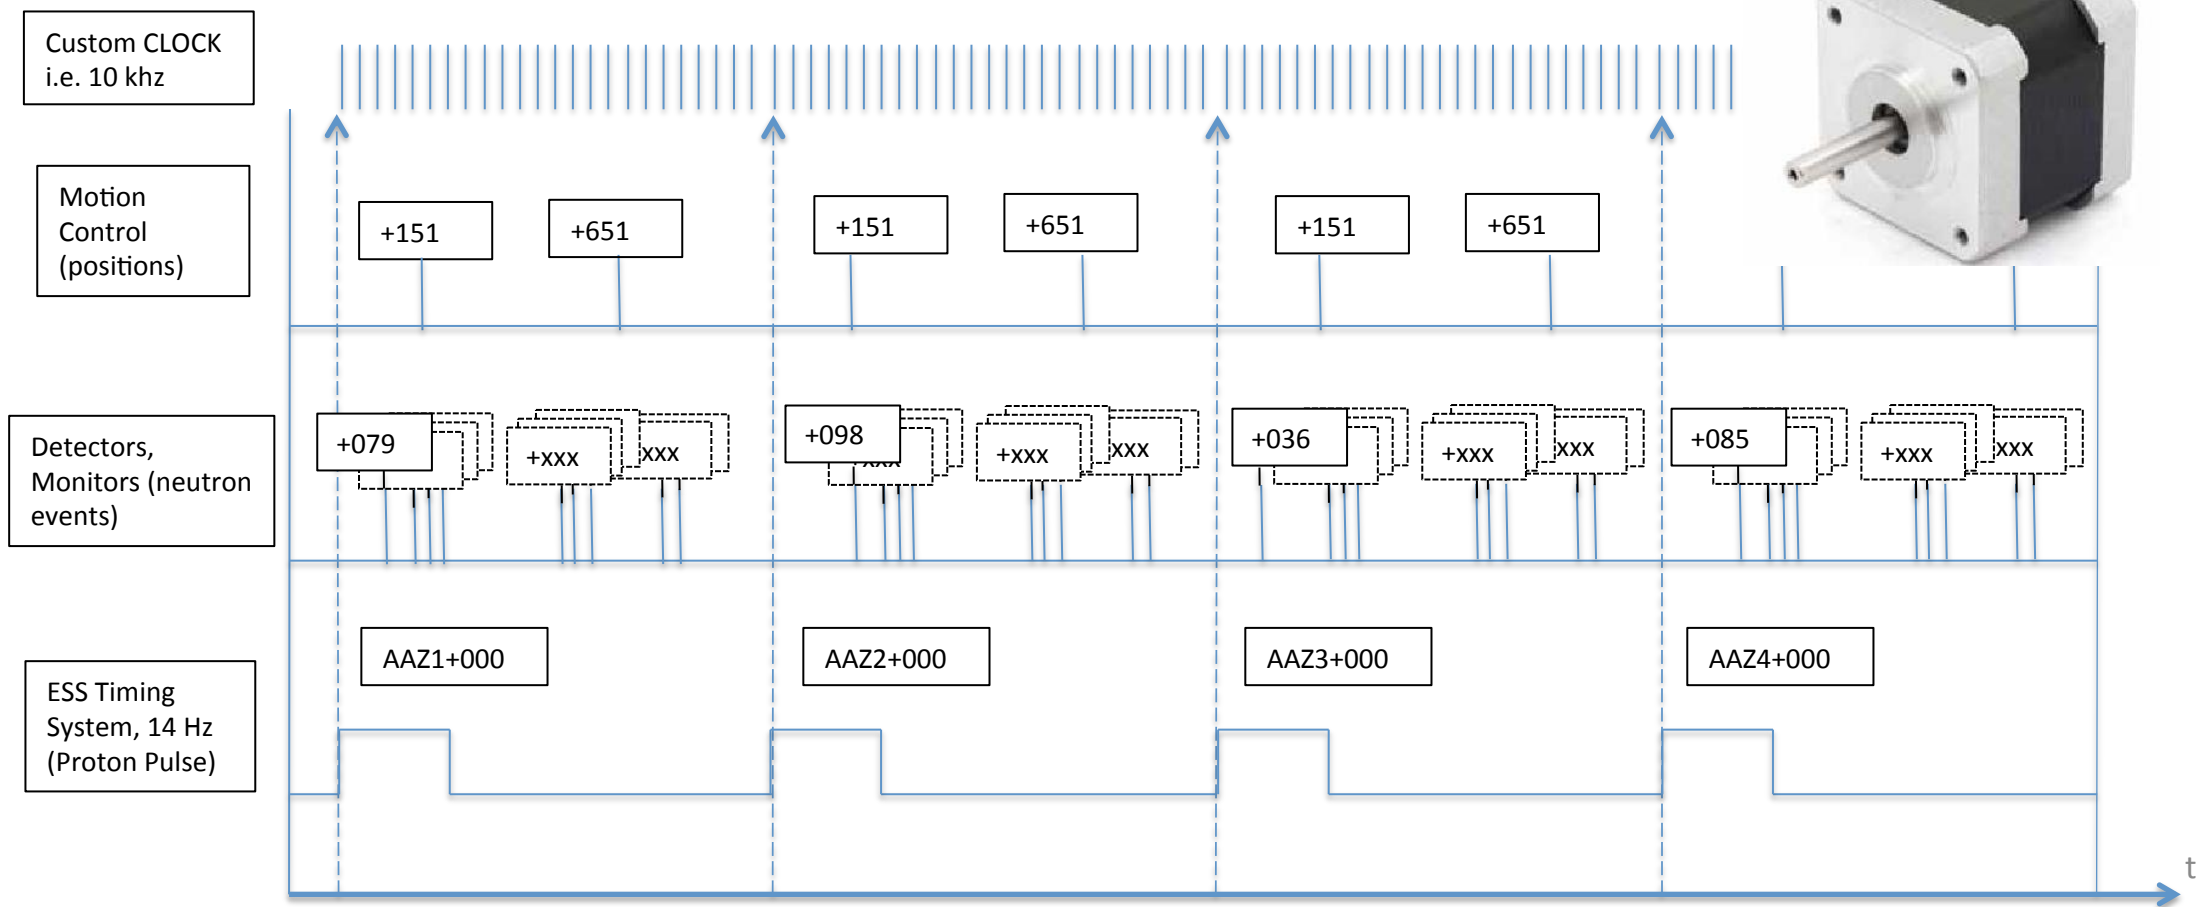 Custom CLOCK
i.e. 10 khz
Motion
Control
(positions)
+151
+651
+151
+651
+151
+651
Detectors,
Monitors (neutron
events)
+079
+xxx
xxx
+098
+xxx
xxx
+036
+xxx
xxx
+085
+xxx
xxx
ESS Timing
System, 14 Hz
(Proton Pulse)
AAZ1+000
AAZ2+000
AAZ3+000
AAZ4+000
t